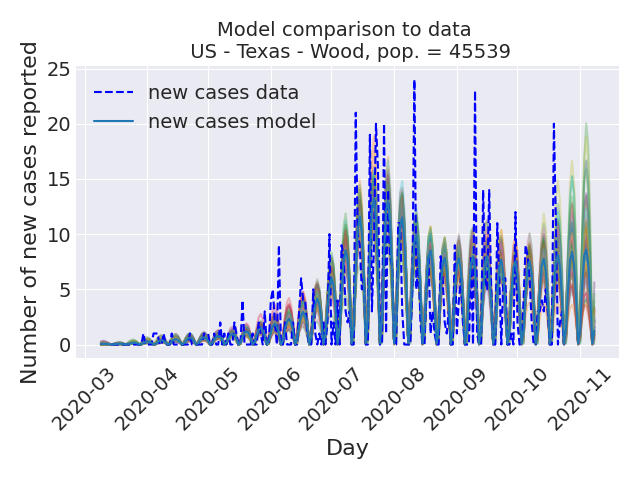 Model comparison to data
US - Texas - Wood, pop. = 45539
Number of new cases reported
25
20
15
10
5
0
new cases data
new cases model
2020-03
2020-04
2020-05
2020-06
2020-07
2020-08
2020-09
2020-10
2020-11
Day